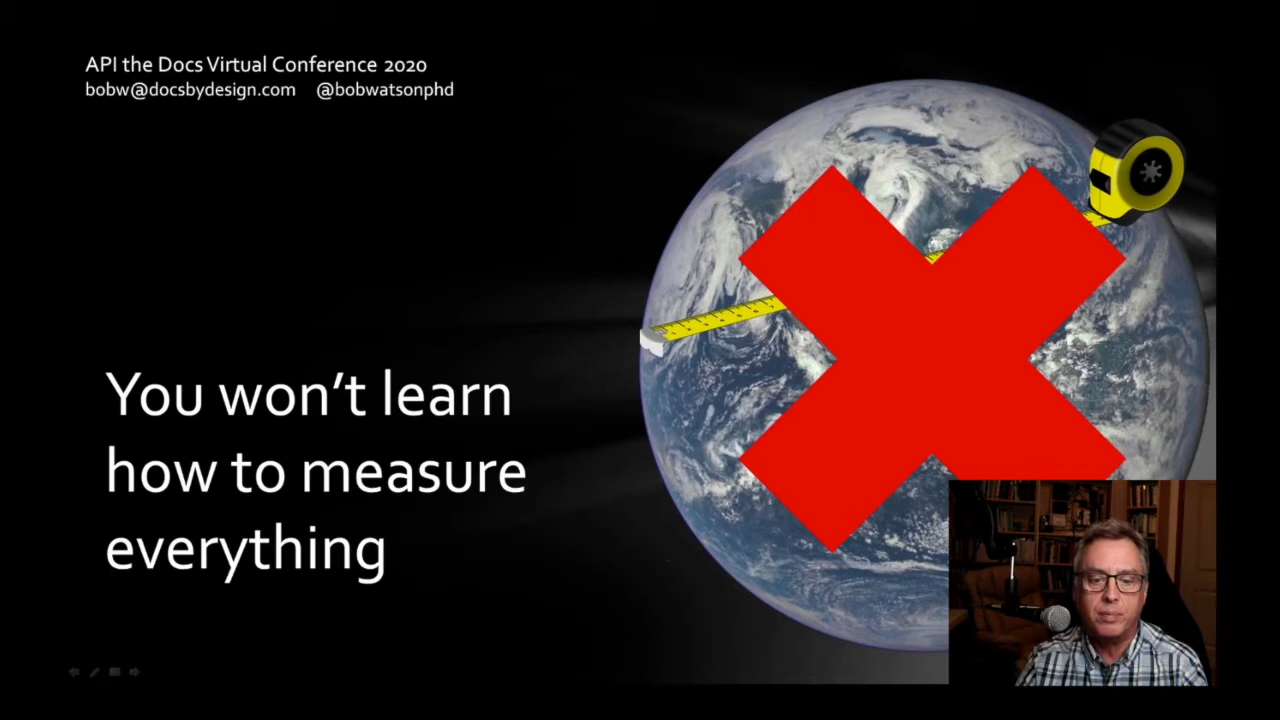 API the Docs Virtual Conference 2020
bobw@docsbydesign.com @bobwatsonphd
You won't learn
how to measure
everything